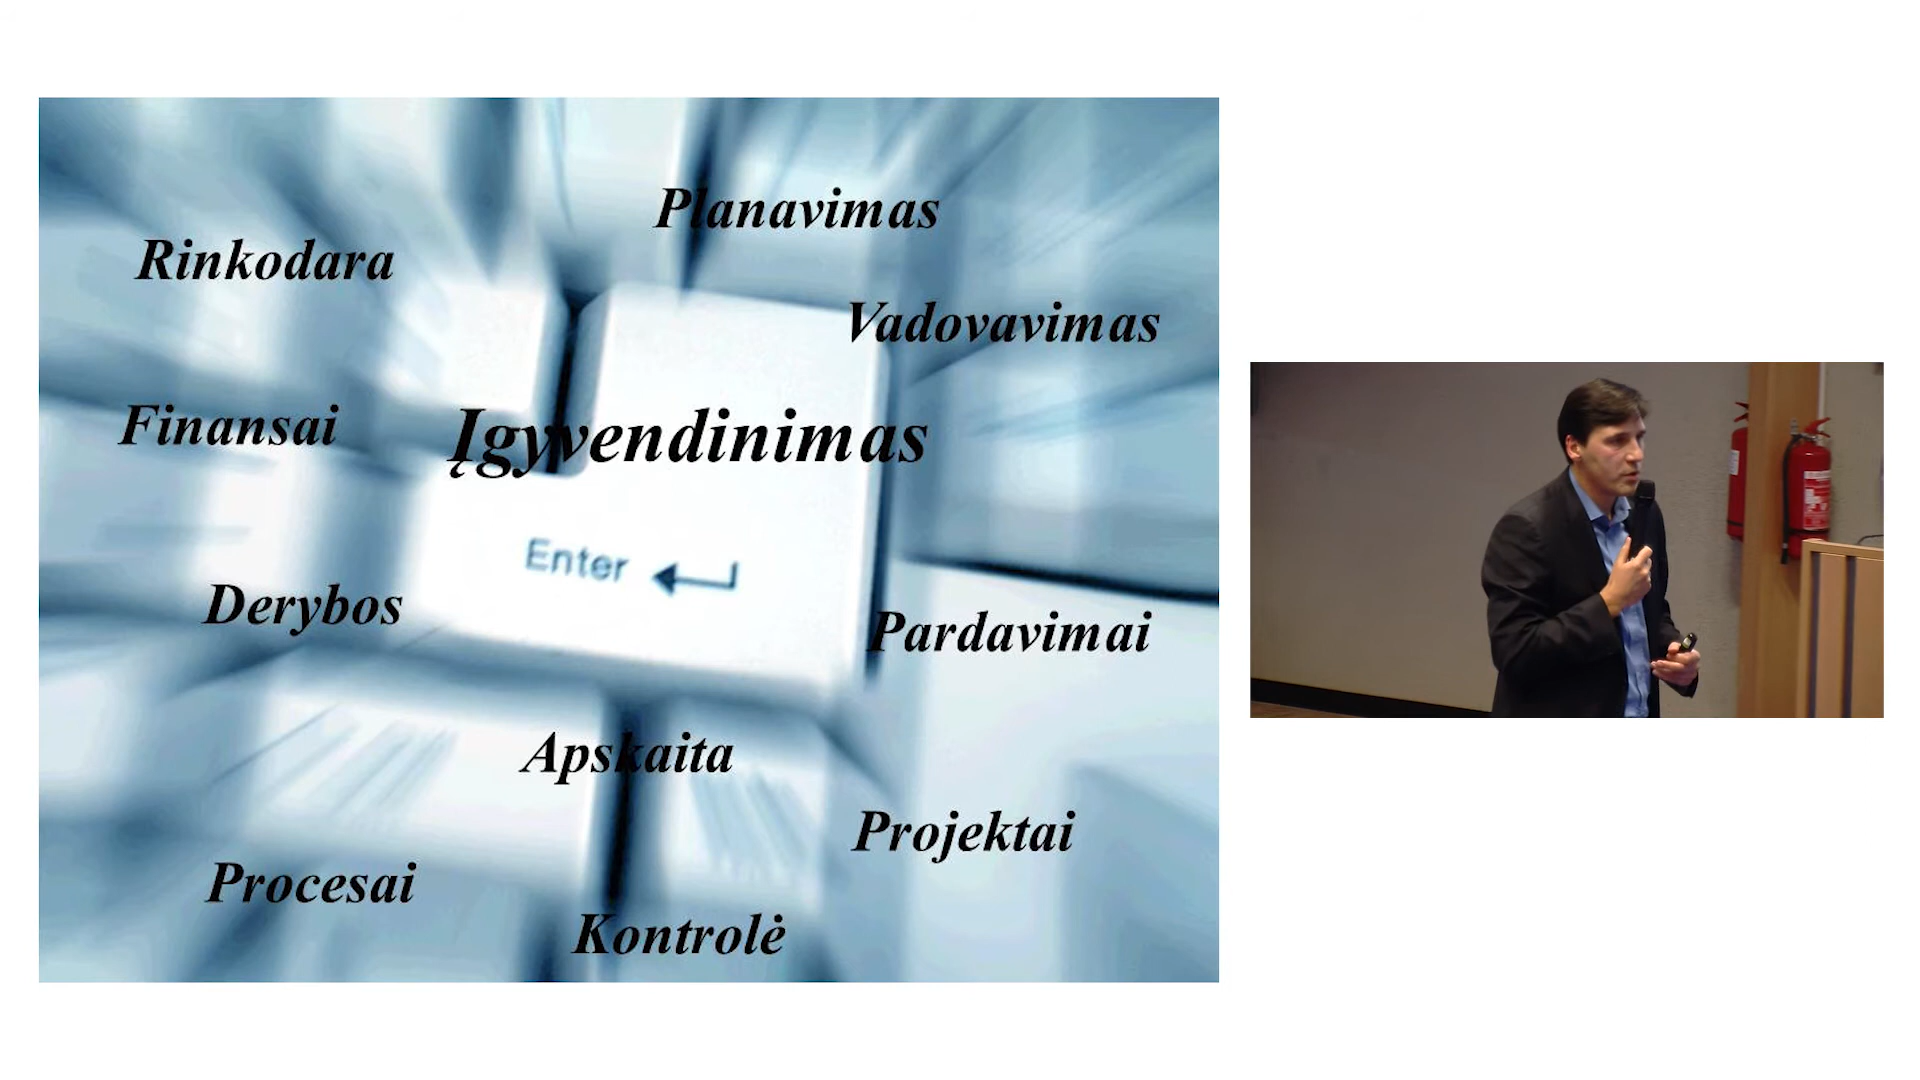 Planavimas
Rinkodara
Vadovavimas
Finansai
Įgyvendinimas
Enter
Derybos
Pardavimai
Apskaita
Projektai
Procesai
Kontrolė